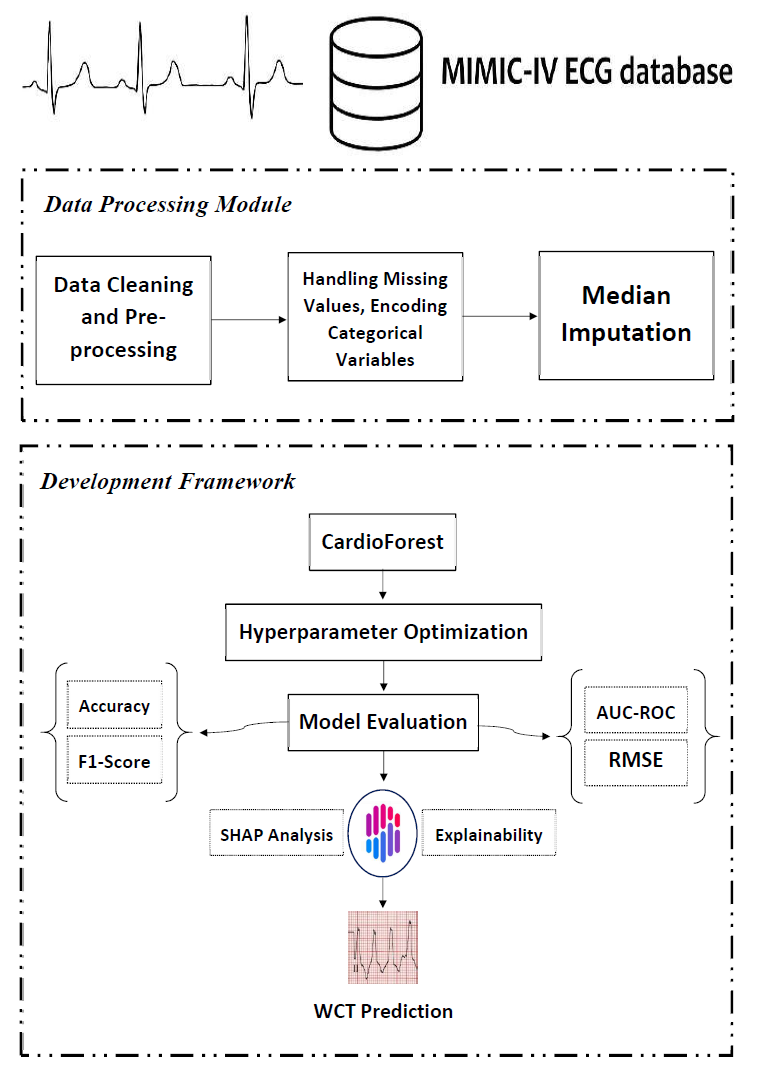 MIMIC-IV ECG database
Data Processing Module
Data Cleaning
and Pre-
processing
Handling Missing
Values, Encoding
Categorical
Variables
Median
Imputation
Development Framework
CardioForest
Hyperparameter Optimization
Model Evaluation
Accuracy
F1-Score
AUC-ROC
RMSE
SHAP Analysis
Explainability
WCT Prediction